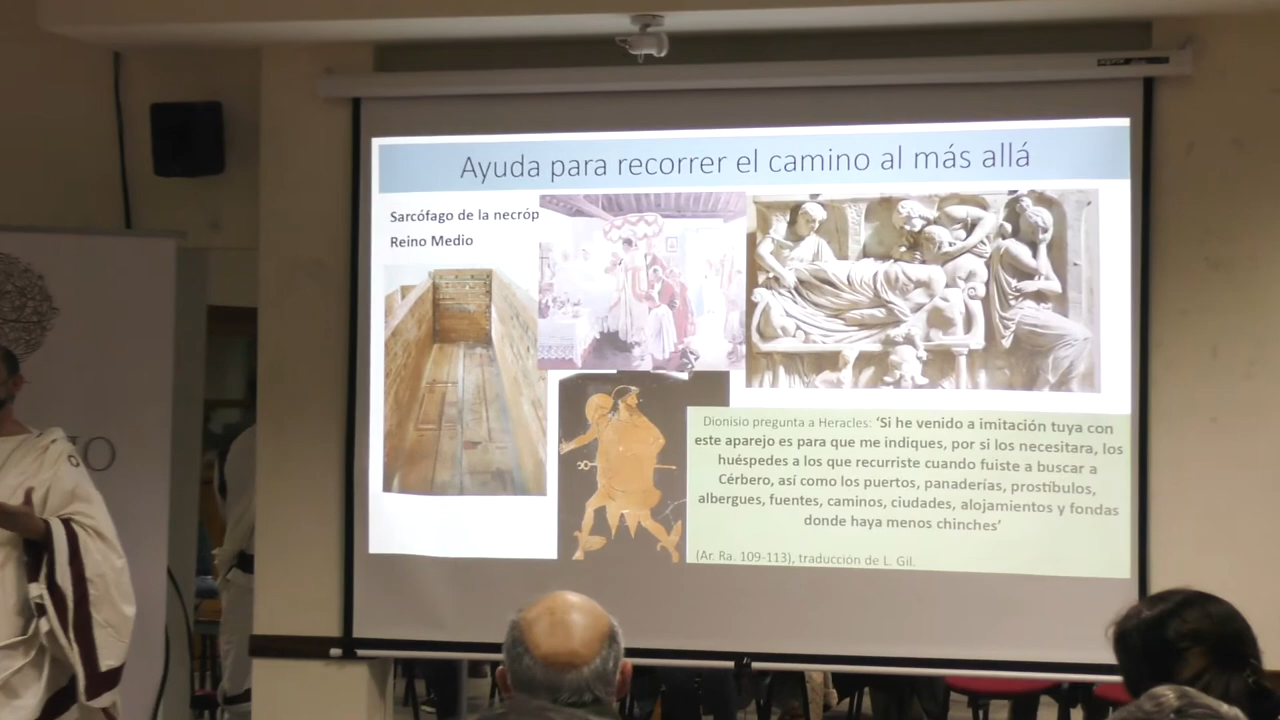 Ayuda para recorrer el camino al más allá
Sarcófago de la necróp
Reino Medio
Dionisio pregunta a Heracles: ‘Si he venido a imitación tuya con
este aparejo es para que me indiques, por si los necesitara, los
huéspedes a los que recurriste cuando fuiste a buscar a
Cérbero, así como los puertos, panaderías, prostíbulos,
albergues, fuentes, caminos, ciudades, alojamientos y fondas
donde haya menos chinches’
(Ar. Ra. 109-113), traducción de L. Gil.